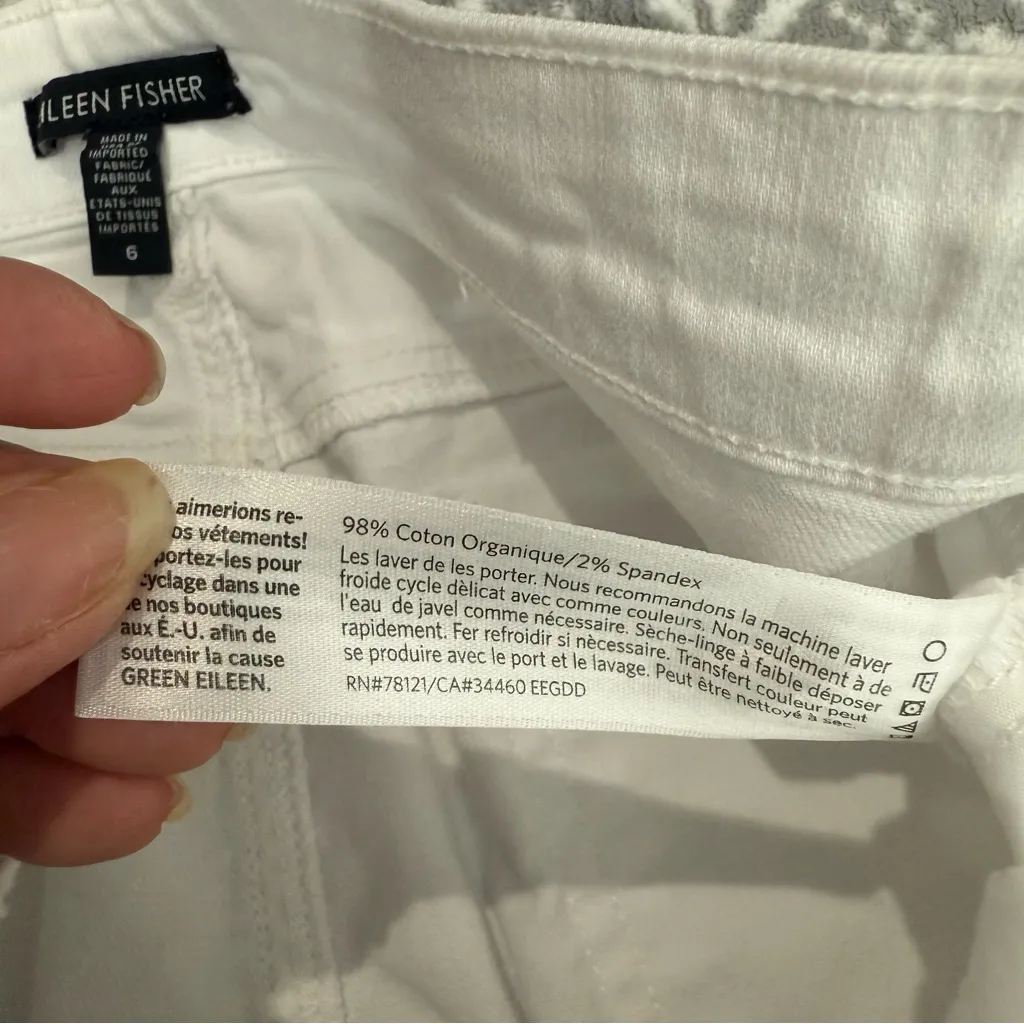 EILEEN FISHER
MADE IN
USA OF
IMPORTED
FABRIC/
FABRIQUÉ
AUX
ETATS-UNIS
DE TISSUS
IMPORTÉS
6
aimerions re-
os vêtements!
portez-les pour
cyclage dans une
e nos boutiques
aux É.-U. afin de
soutenir la cause
GREEN EILEEN.
98% Coton Organique/2% Spandex
Les laver de les porter. Nous recommandons la machine laver
froide cycle dèlicat avec comme couleurs. Non seulement à de
l'eau de javel comme nécessaire. Sèche-linge à faible déposer
rapidement. Fer refroidir si nècessaire. Transfert couleur peut
se produire avec le port et le lavage. Peut être nettoyé à sec.
RN#78121/CA#34460 EEGDD